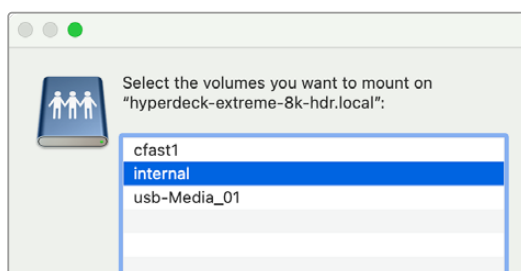 Select the volumes you want to mount on
“hyperdeck-extreme-8k-hdr.local”:
cfast1
internal
usb-Media_01